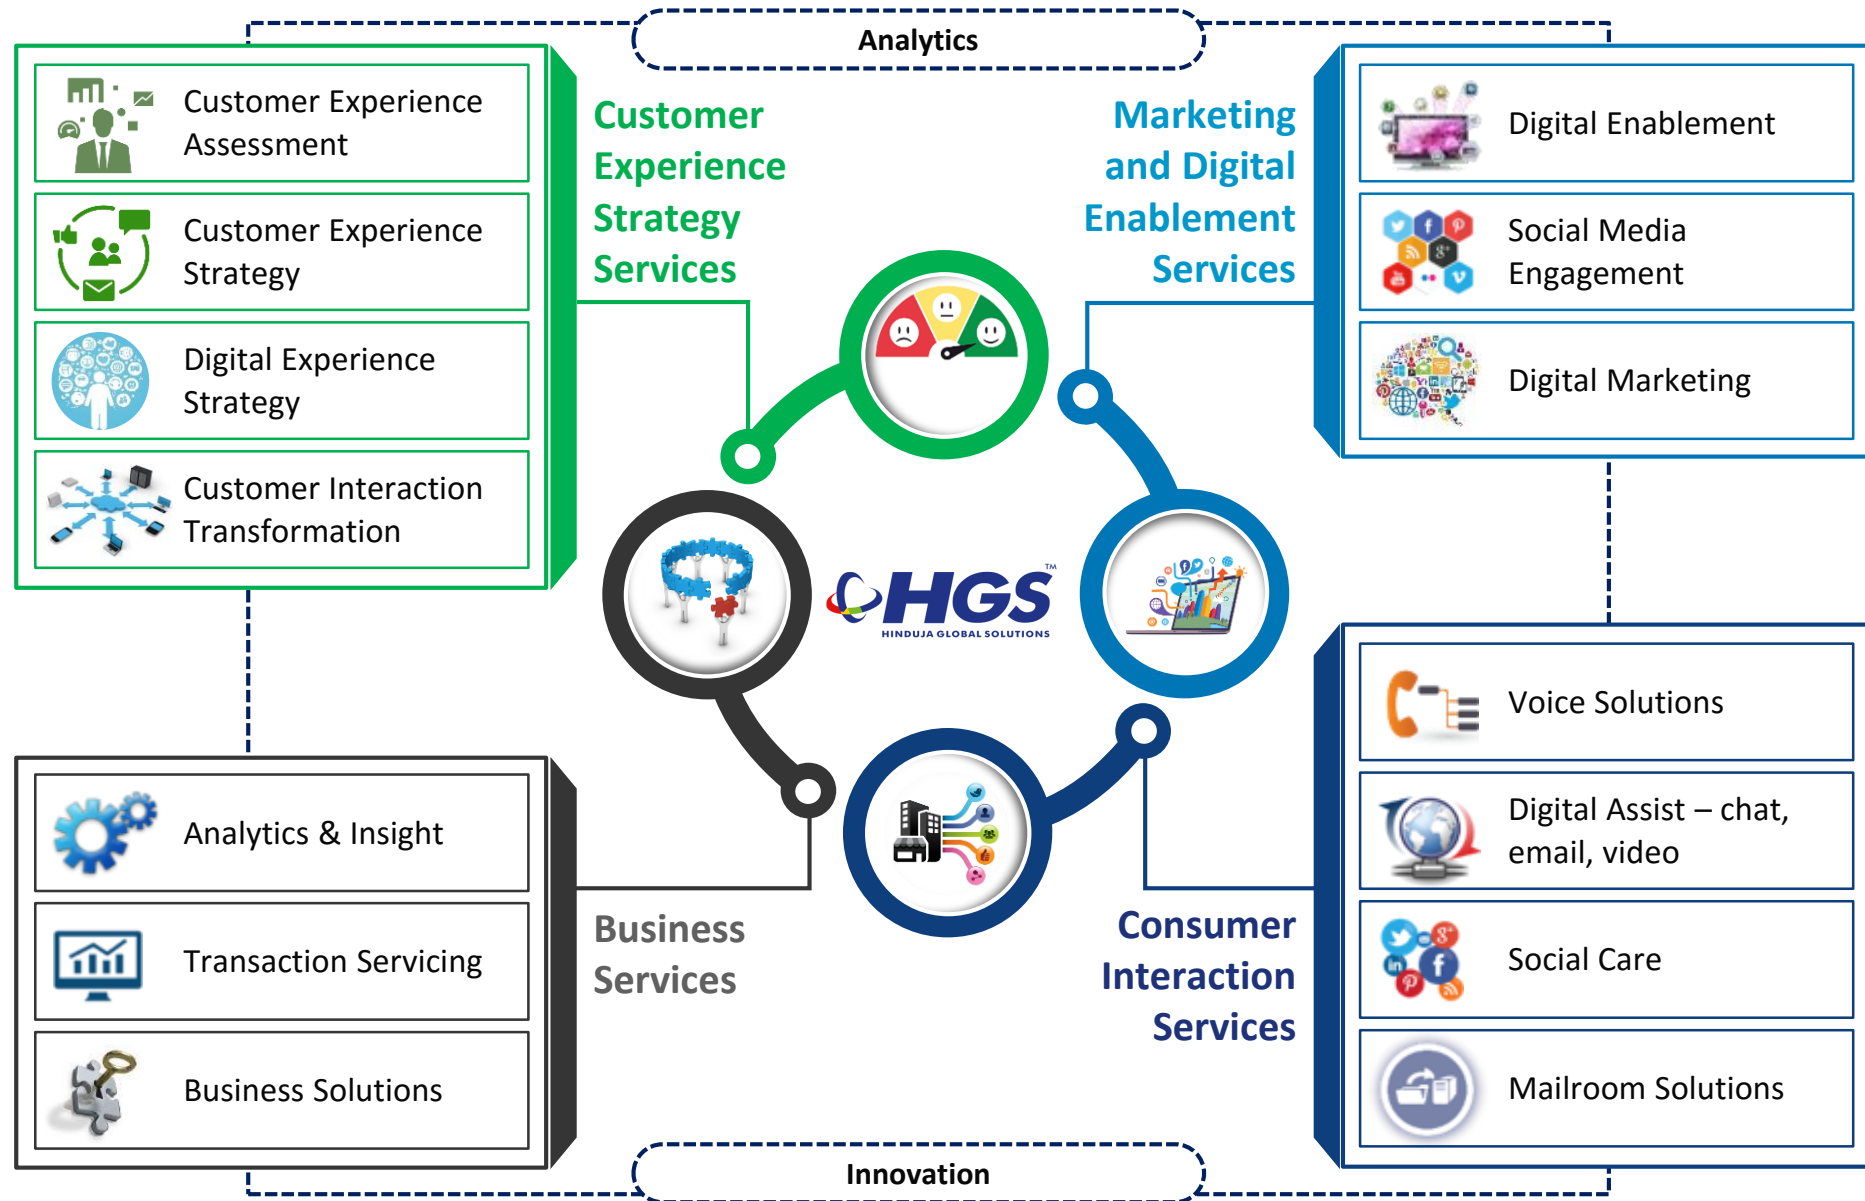 Analytics
Customer Experience
Assessment
Customer Experience
Strategy
Digital Experience
Strategy
Customer Interaction
Transformation
Customer
Experience
Strategy
Services
Marketing
and Digital
Enablement
Services
Digital Enablement
Social Media
Engagement
Digital Marketing
HGS™
HINDUJA GLOBAL SOLUTIONS
Analytics & Insight
Transaction Servicing
Business Solutions
Business
Services
Consumer
Interaction
Services
Voice Solutions
Digital Assist – chat,
email, video
Social Care
Mailroom Solutions
Innovation